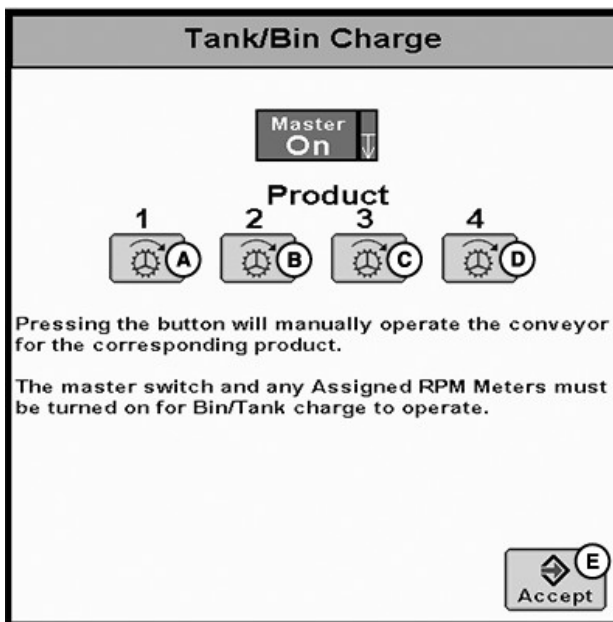 Tank/Bin Charge
Master
On
Product
1 2 3 4
A B C D
Pressing the button will manually operate the conveyor
for the corresponding product.
The master switch and any Assigned RPM Meters must
be turned on for Bin/Tank charge to operate.
E
Accept